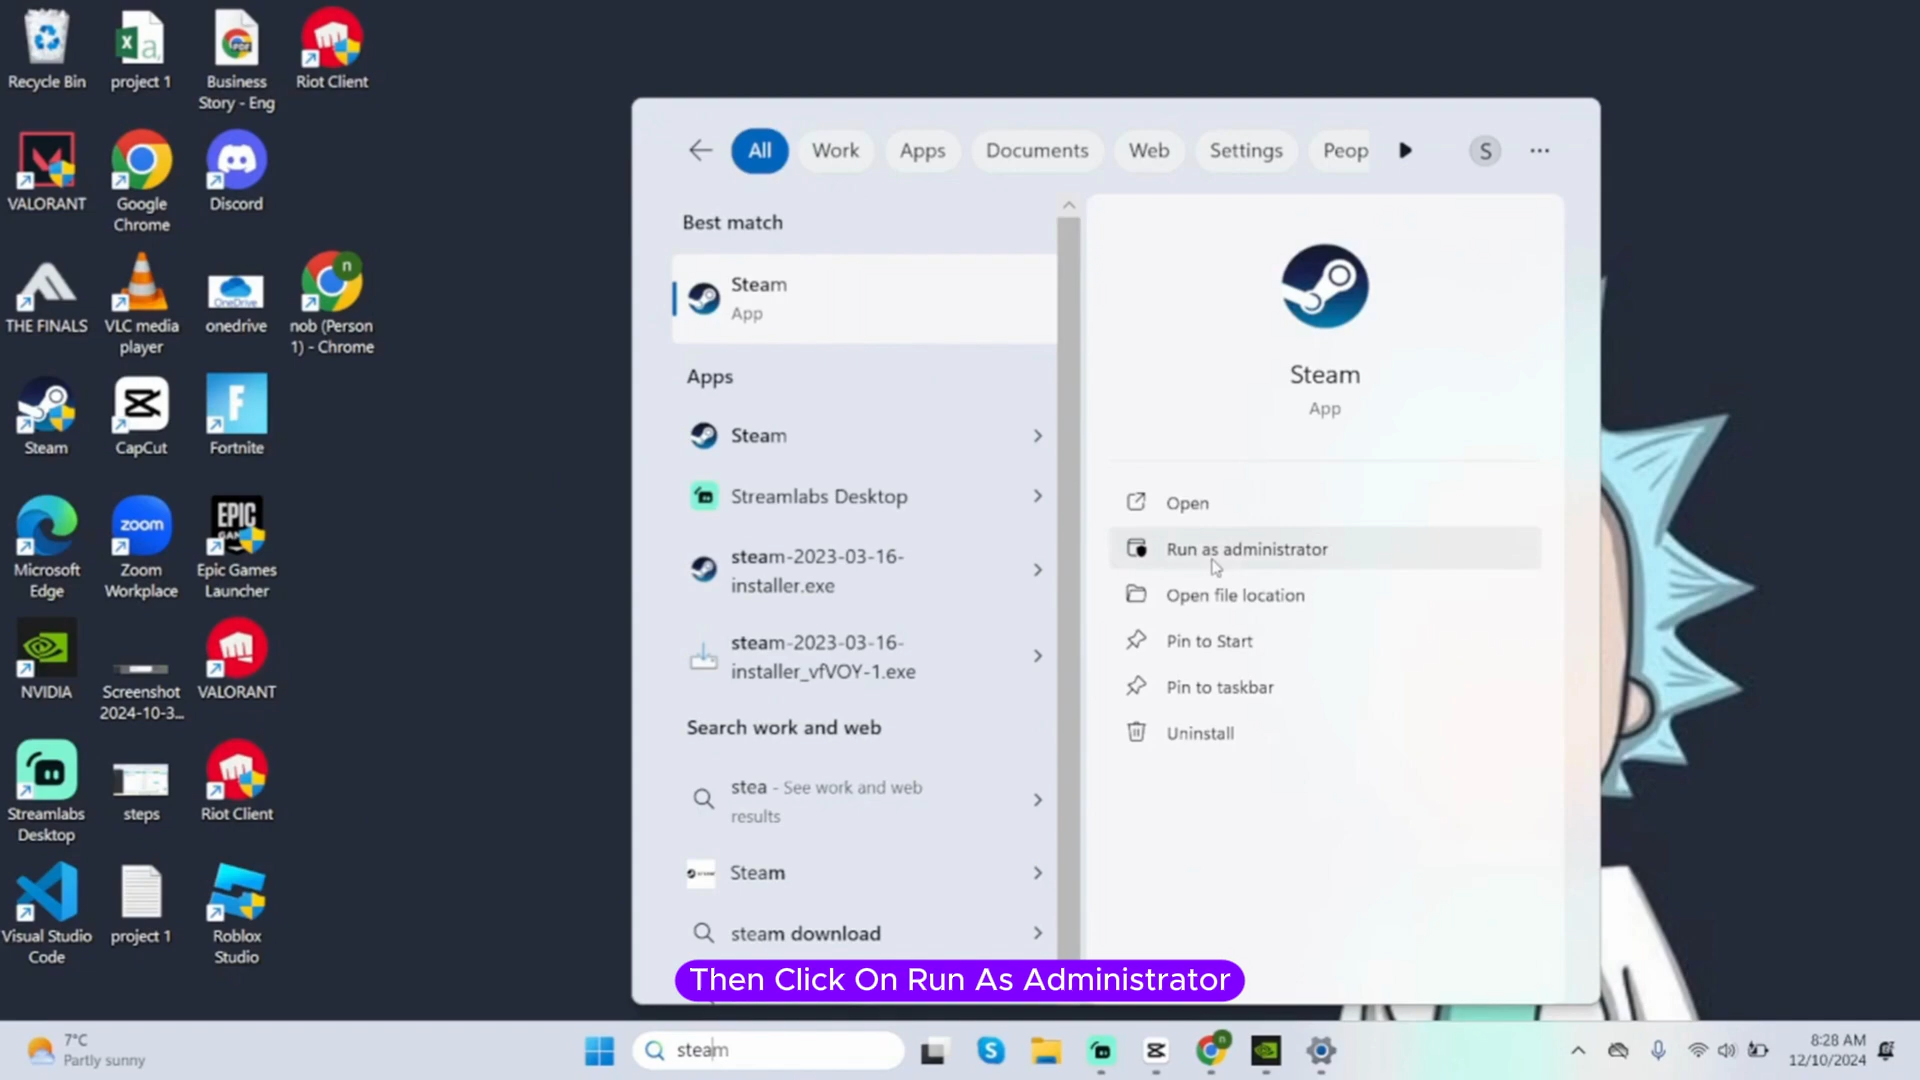 Recycle Bin
project 1
Business
Story - Eng
Riot Client
VALORANT
Google
Chrome
Discord
THE FINALS
VLC media
player
OneDrive
onedrive
n
nob (Person
1) - Chrome
Steam
CapCut
F
Fortnite
Microsoft
Edge
zoom
Zoom
Workplace
EPIC
GAMES
Epic Games
Launcher
NVIDIA
Screenshot
2024-10-3...
VALORANT
Streamlabs
Desktop
steps
Riot Client
Visual Studio
Code
project 1
Roblox
Studio
All
Work
Apps
Documents
Web
Settings
Peop
S
Best match
Steam
App
Apps
Steam
Streamlabs Desktop
steam-2023-03-16-
installer.exe
steam-2023-03-16-
installer_vfVOY-1.exe
Search work and web
stea - See work and web
results
Steam
steam download
Steam
App
Open
Run as administrator
Open file location
Pin to Start
Pin to taskbar
Uninstall
Then Click On Run As Administrator
7°C
Partly sunny
steam
8:28 AM
12/10/2024